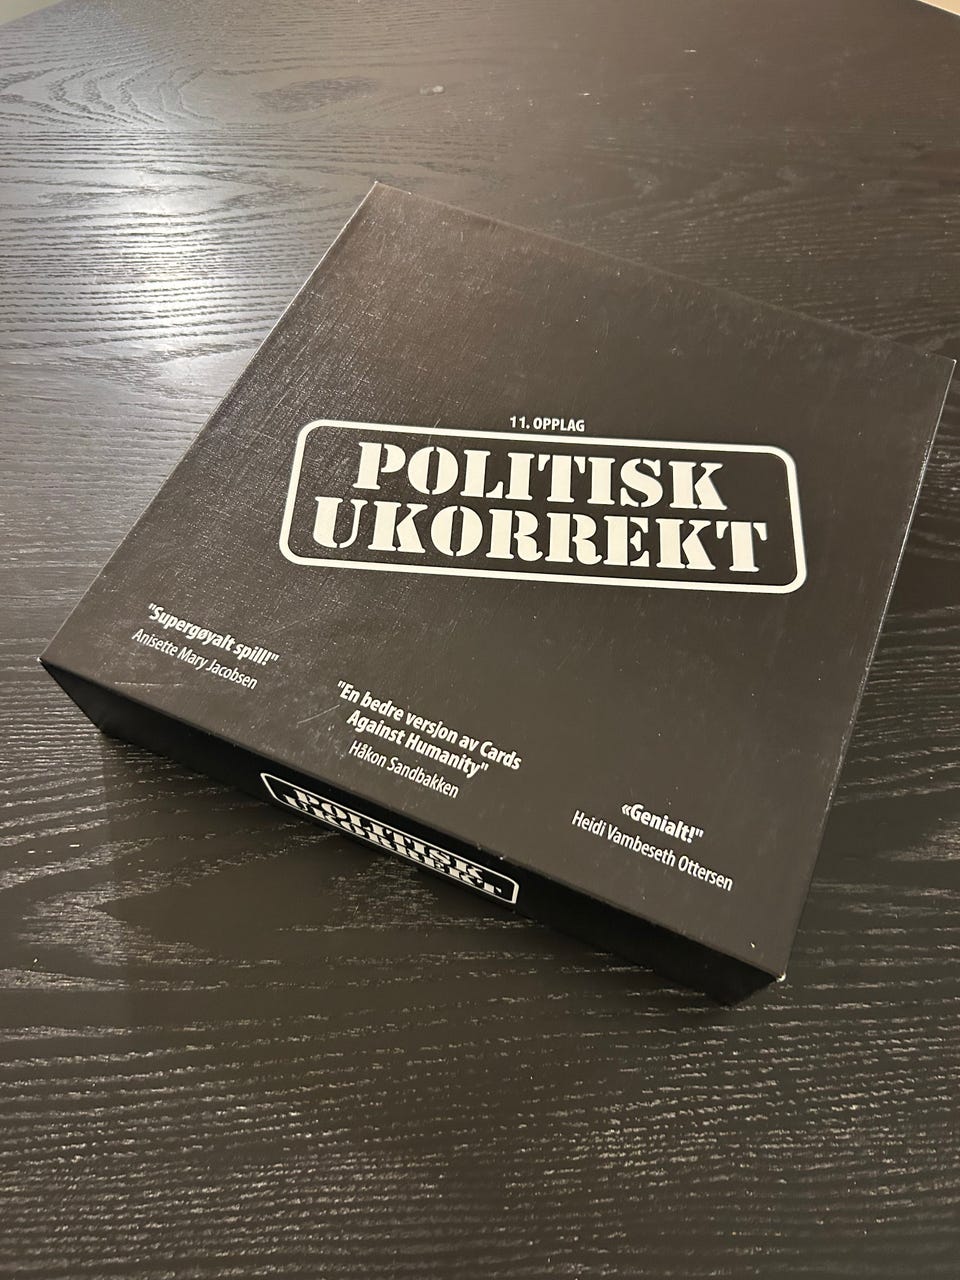 11. OPPLAG
POLITISK
UKORREKT
"Supergøyalt spill!"
Anisette Mary Jacobsen
"En bedre versjon av Cards
Against Humanity"
Håkon Sandbakken
«Genialt!"
Heidi Vambeseth Ottersen
POLITISK
UKORREKT